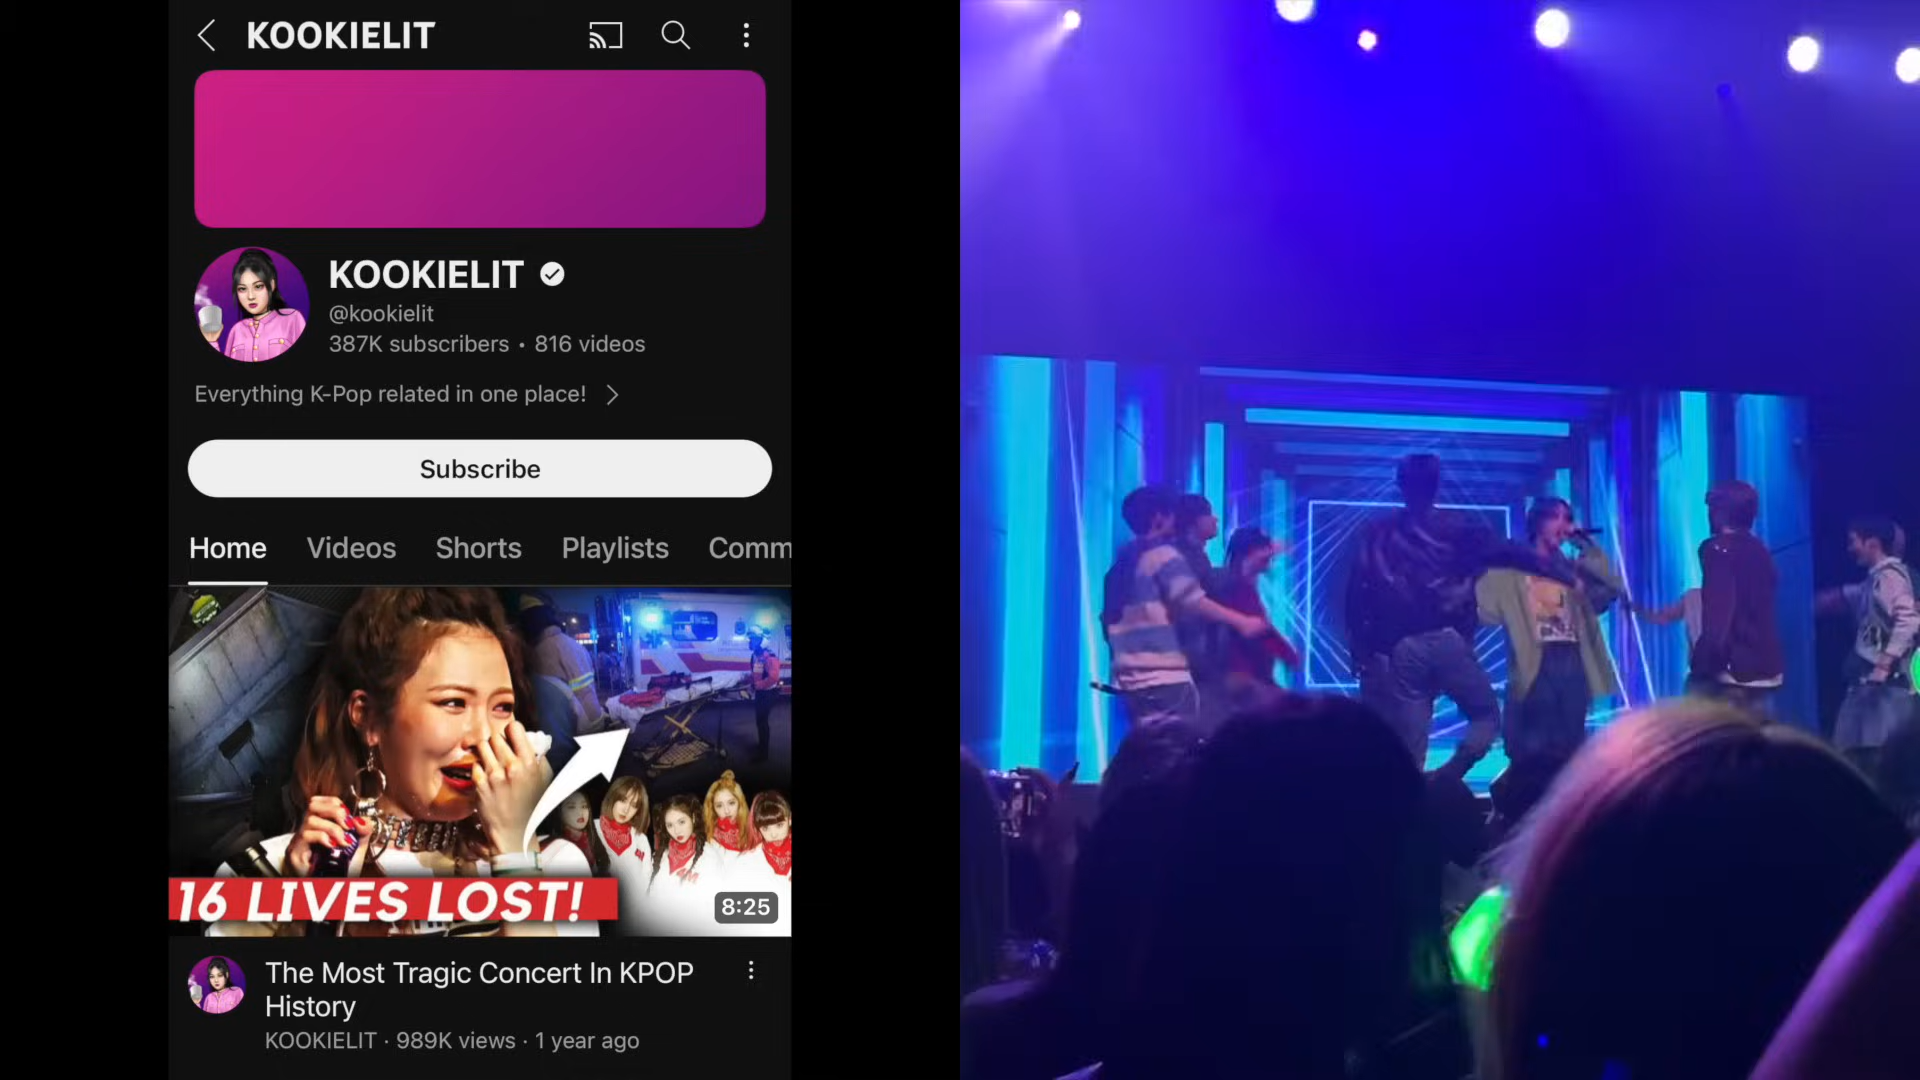 KOOKIELIT
KOOKIELIT
@kookielit
387K subscribers • 816 videos
Everything K-Pop related in one place!
Subscribe
Home Videos Shorts Playlists Comm
16 LIVES LOST!
8:25
The Most Tragic Concert In KPOP
History
KOOKIELIT · 989K views · 1 year ago